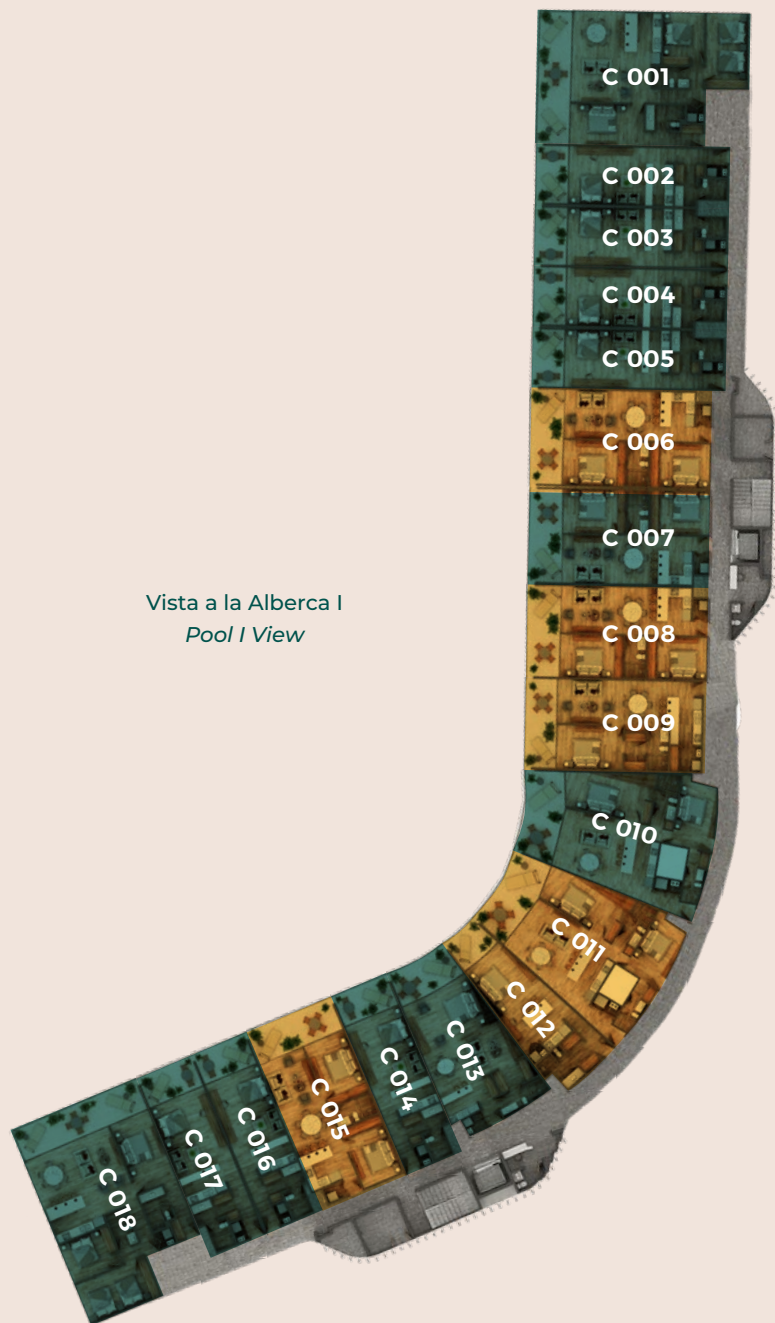 C 001
C 002
C 003
C 004
C 005
C 006
C 007
Vista a la Alberca I
Pool I View
C 008
C 009
C 010
C 011
C 012
C 013
C 014
C 015
C 016
C 017
C 018